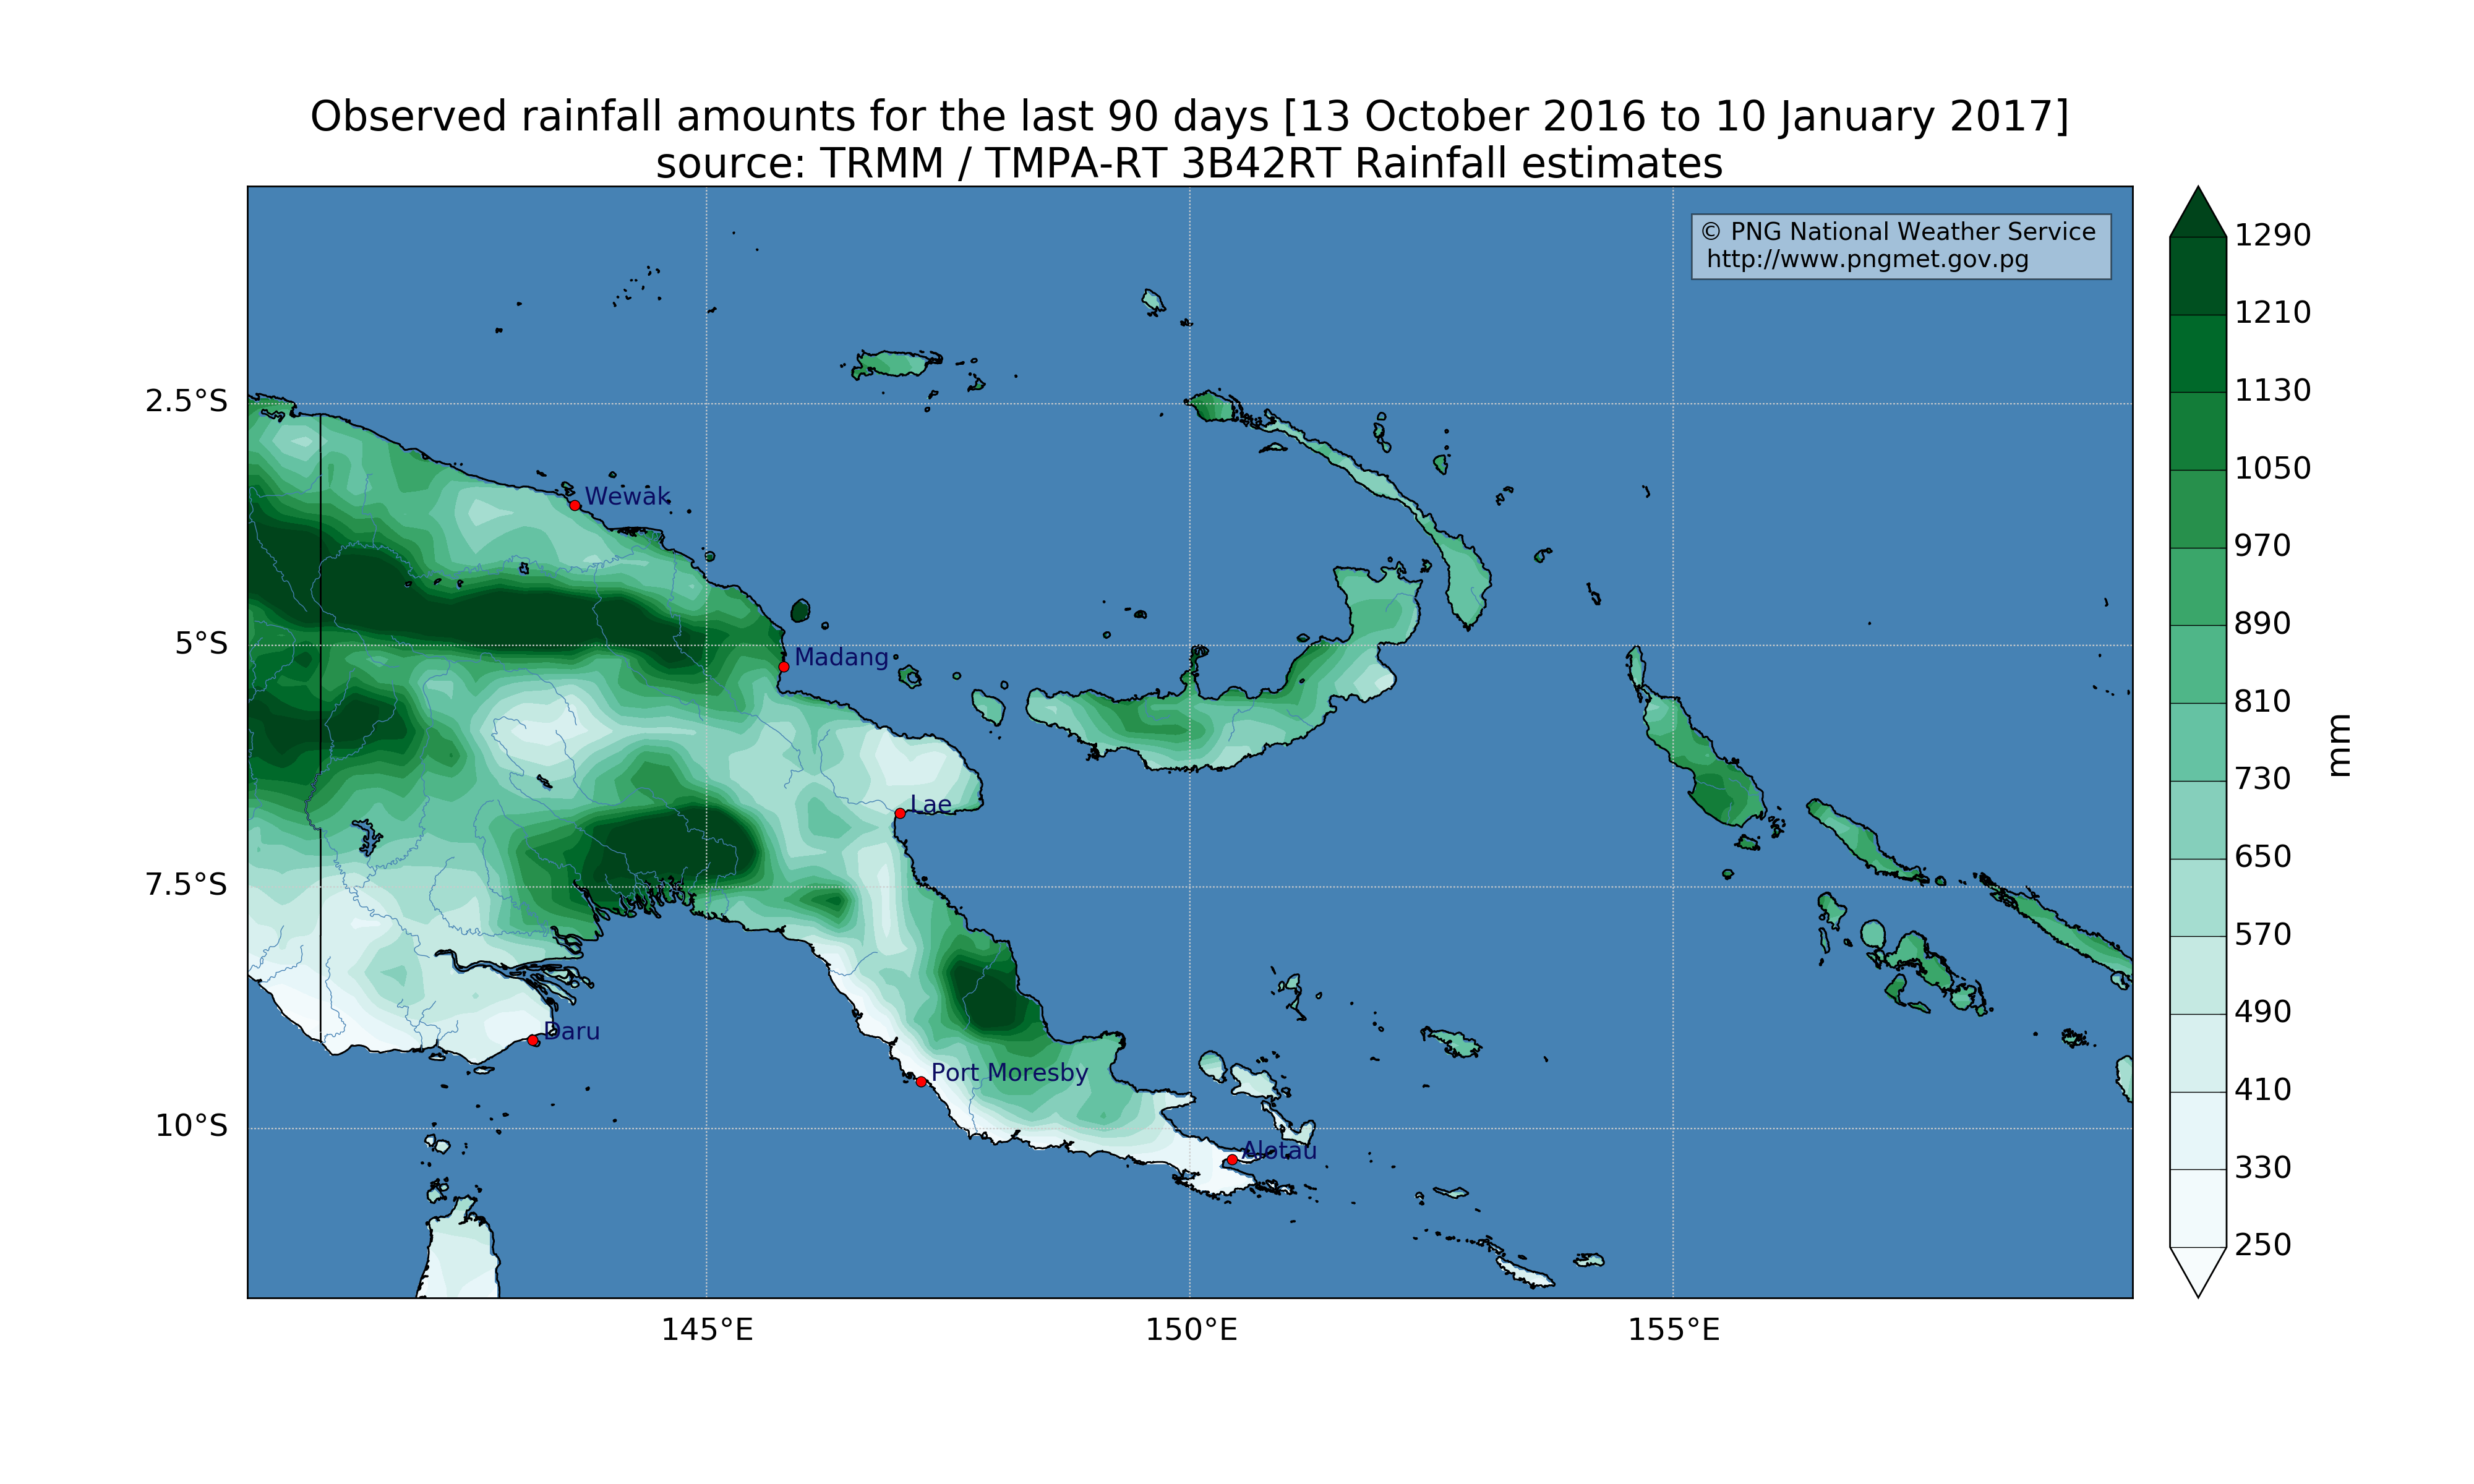 Observed rainfall amounts for the last 90 days [13 October 2016 to 10 January 2017]
source: TRMM / TMPA-RT 3B42RT Rainfall estimates
© PNG National Weather Service
http://www.pngmet.gov.pg
1290
1210
1130
1050
970
890
810
730
650
570
490
410
330
250
mm
2.5°S
5°S
7.5°S
10°S
Wewak
Madang
Lae
Daru
Port Moresby
Alotau
145°E
150°E
155°E